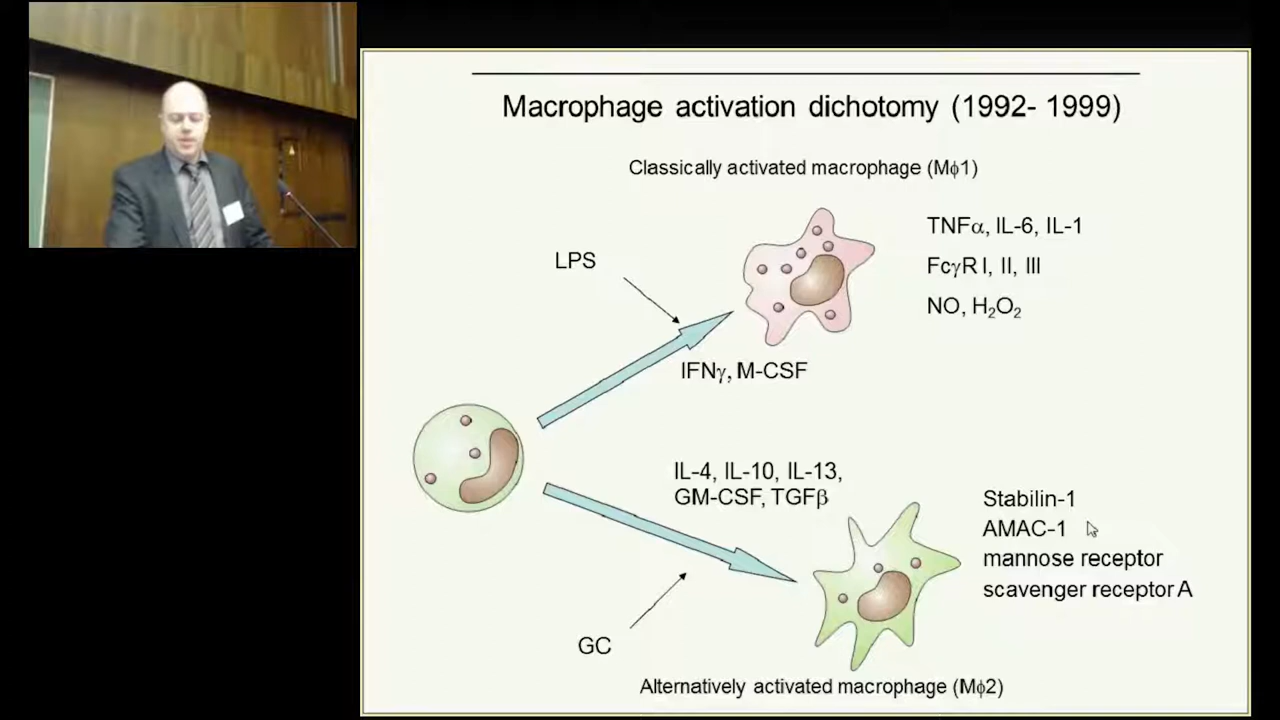 Macrophage activation dichotomy (1992- 1999)
Classically activated macrophage (Mϕ1)
LPS
TNFα, IL-6, IL-1
FcγR I, II, III
NO, H₂O₂
IFNγ, M-CSF
IL-4, IL-10, IL-13,
GM-CSF, TGFβ
Stabilin-1
AMAC-1
mannose receptor
scavenger receptor A
GC
Alternatively activated macrophage (Mϕ2)